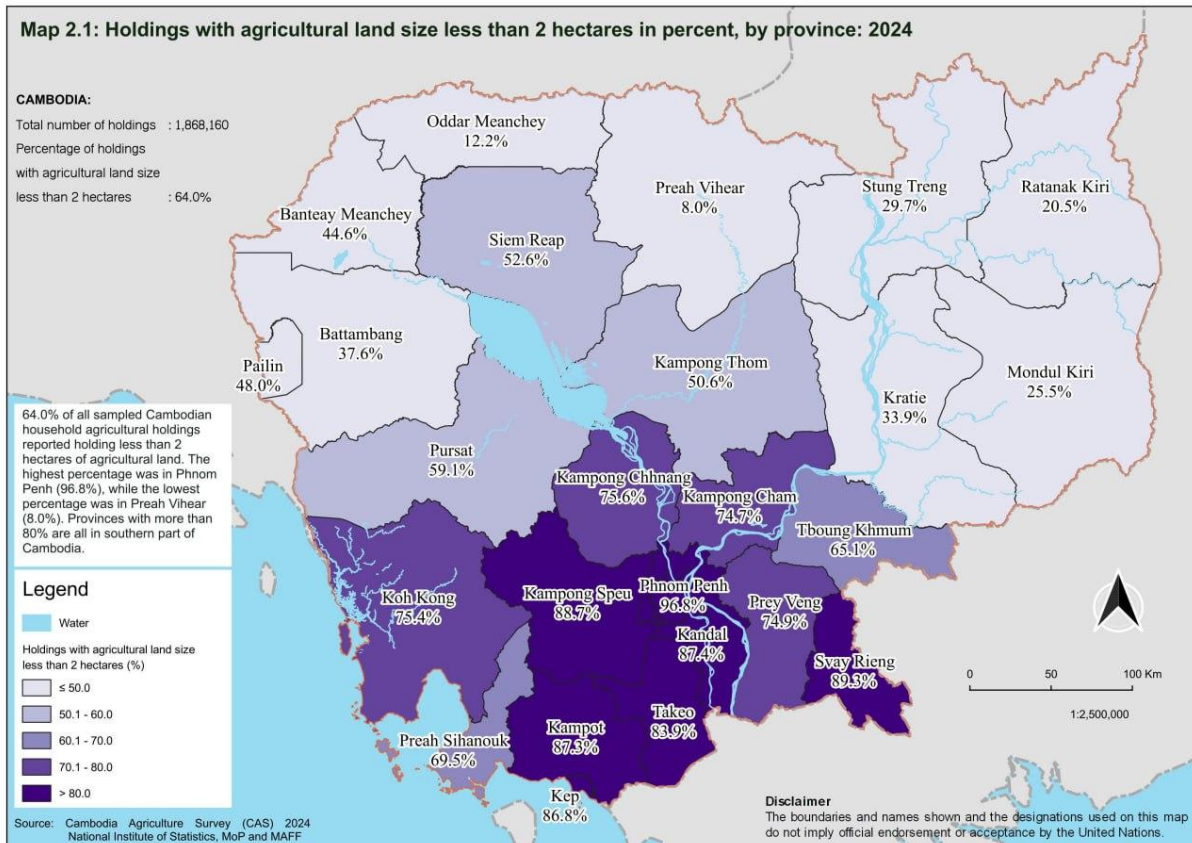 Map 2.1: Holdings with agricultural land size less than 2 hectares in percent, by province: 2024
CAMBODIA:
Total number of holdings : 1,868,160
Percentage of holdings
with agricultural land size
less than 2 hectares : 64.0%
Oddar Meanchey
12.2%
Preah Vihear
8.0%
Stung Treng
29.7%
Ratanak Kiri
20.5%
Banteay Meanchey
44.6%
Siem Reap
52.6%
Battambang
37.6%
Pailin
48.0%
Kampong Thom
50.6%
Kratie
33.9%
Mondul Kiri
25.5%
Pursat
59.1%
Kampong Chhnang
75.6%
Kampong Cham
74.7%
Tboung Khmum
65.1%
Koh Kong
75.4%
Kampong Speu
88.7%
Phnom Penh
96.8%
Kandal
87.4%
Prey Veng
74.9%
Svay Rieng
89.3%
Preah Sihanouk
69.5%
Kampot
87.3%
Takeo
83.9%
Kep
86.8%
64.0% of all sampled Cambodian
household agricultural holdings
reported holding less than 2
hectares of agricultural land. The
highest percentage was in Phnom
Penh (96.8%), while the lowest
percentage was in Preah Vihear
(8.0%). Provinces with more than
80% are all in southern part of
Cambodia.
Legend
Water
Holdings with agricultural land size
less than 2 hectares (%)
≤ 50.0
50.1 - 60.0
60.1 - 70.0
70.1 - 80.0
> 80.0
Source: Cambodia Agriculture Survey (CAS) 2024
National Institute of Statistics, MoP and MAFF
0 50 100 Km
1:2,500,000
Disclaimer
The boundaries and names shown and the designations used on this map
do not imply official endorsement or acceptance by the United Nations.